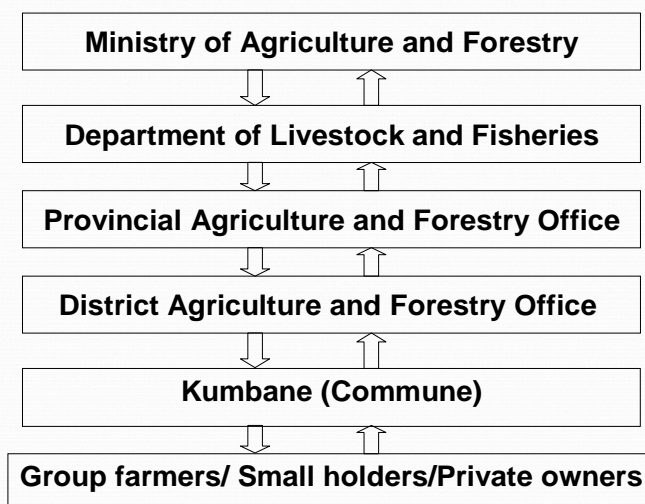 Ministry of Agriculture and Forestry
Department of Livestock and Fisheries
Provincial Agriculture and Forestry Office
District Agriculture and Forestry Office
Kumbane (Commune)
Group farmers/ Small holders/Private owners